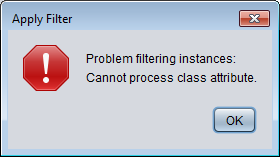 Apply Filter
Problem filtering instances:
Cannot process class attribute.
OK